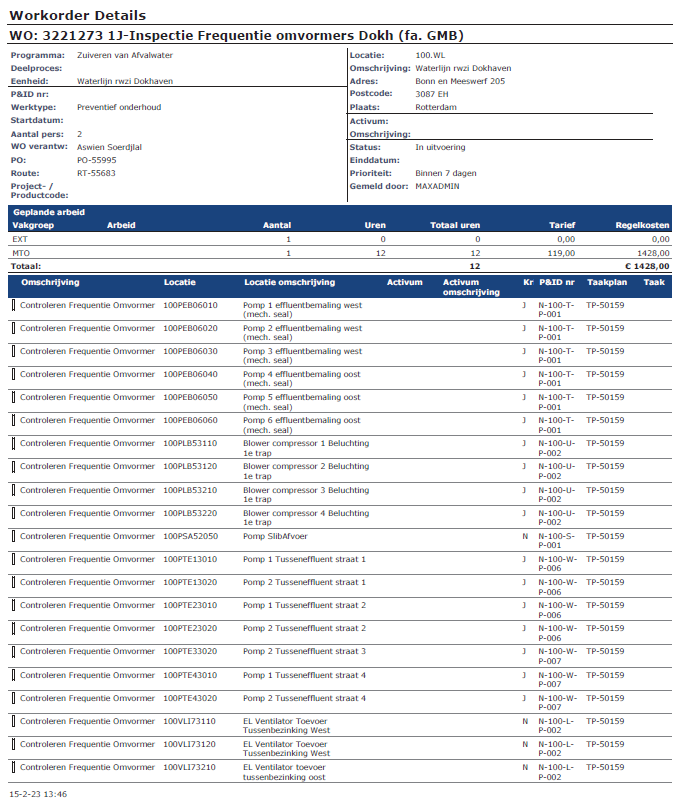 Workorder Details
WO: 3221273 1J-Inspectie Frequentie omvormers Dokh (fa. GMB)
Programma: Zuiveren van Afvalwater
Deelproces:
Eenheid: Waterlijn rwzi Dokhaven
P&ID nr:
Werktype: Preventief onderhoud
Startdatum:
Aantal pers: 2
WO verantw: Aswien Soerdjlal
PO: PO-55995
Route: RT-55683
Project- /
Productcode:
Locatie: 100.WL
Omschrijving: Waterlijn rwzi Dokhaven
Adres: Bonn en Meeswerf 205
Postcode: 3087 EH
Plaats: Rotterdam
Activum:
Omschrijving:
Status: In uitvoering
Einddatum:
Prioriteit: Binnen 7 dagen
Gemeld door: MAXADMIN
Geplande arbeid
Vakgroep Arbeid Aantal Uren Totaal uren Tarief Regelkosten
EXT 1 0 0 0,00 0,00
MTO 1 12 12 119,00 1428,00
Totaal: 12 € 1428,00
Omschrijving Locatie Locatie omschrijving Activum Activum Kr P&ID nr Taakplan Taak
omschrijving
Controleren Frequentie Omvormer 100PEB06010 Pomp 1 effluentbemaling west J N-100-T- TP-50159
(mech. seal) P-001
Controleren Frequentie Omvormer 100PEB06020 Pomp 2 effluentbemaling west J N-100-T- TP-50159
(mech. seal) P-001
Controleren Frequentie Omvormer 100PEB06030 Pomp 3 effluentbemaling west J N-100-T- TP-50159
(mech. seal) P-001
Controleren Frequentie Omvormer 100PEB06040 Pomp 4 effluentbemaling oost J N-100-T- TP-50159
(mech. seal) P-001
Controleren Frequentie Omvormer 100PEB06050 Pomp 5 effluentbemaling oost J N-100-T- TP-50159
(mech. seal) P-001
Controleren Frequentie Omvormer 100PEB06060 Pomp 6 effluentbemaling oost J N-100-T- TP-50159
(mech. seal) P-001
Controleren Frequentie Omvormer 100PLB53110 Blower compressor 1 Beluchting J N-100-U- TP-50159
1e trap P-002
Controleren Frequentie Omvormer 100PLB53120 Blower compressor 2 Beluchting J N-100-U- TP-50159
1e trap P-002
Controleren Frequentie Omvormer 100PLB53210 Blower compressor 3 Beluchting J N-100-U- TP-50159
1e trap P-002
Controleren Frequentie Omvormer 100PLB53220 Blower compressor 4 Beluchting J N-100-U- TP-50159
1e trap P-002
Controleren Frequentie Omvormer 100PSA52050 Pomp SlibAfvoer N N-100-S- TP-50159
P-001
Controleren Frequentie Omvormer 100PTE13010 Pomp 1 Tusseneffluent straat 1 J N-100-W- TP-50159
P-006
Controleren Frequentie Omvormer 100PTE13020 Pomp 2 Tusseneffluent straat 1 J N-100-W- TP-50159
P-006
Controleren Frequentie Omvormer 100PTE23010 Pomp 1 Tusseneffluent straat 2 J N-100-W- TP-50159
P-006
Controleren Frequentie Omvormer 100PTE23020 Pomp 2 Tusseneffluent straat 2 J N-100-W- TP-50159
P-006
Controleren Frequentie Omvormer 100PTE33020 Pomp 2 Tusseneffluent straat 3 J N-100-W- TP-50159
P-007
Controleren Frequentie Omvormer 100PTE43010 Pomp 1 Tusseneffluent straat 4 J N-100-W- TP-50159
P-007
Controleren Frequentie Omvormer 100PTE43020 Pomp 2 Tusseneffluent straat 4 J N-100-W- TP-50159
P-007
Controleren Frequentie Omvormer 100VLI73110 EL Ventilator Toevoer N N-100-L- TP-50159
Tussenbezinking West P-002
Controleren Frequentie Omvormer 100VLI73120 EL Ventilator Toevoer N N-100-L- TP-50159
Tussenbezinking West P-002
Controleren Frequentie Omvormer 100VLI73210 EL Ventilator toevoer N N-100-L- TP-50159
tussenbezinking oost P-002
15-2-23 13:46